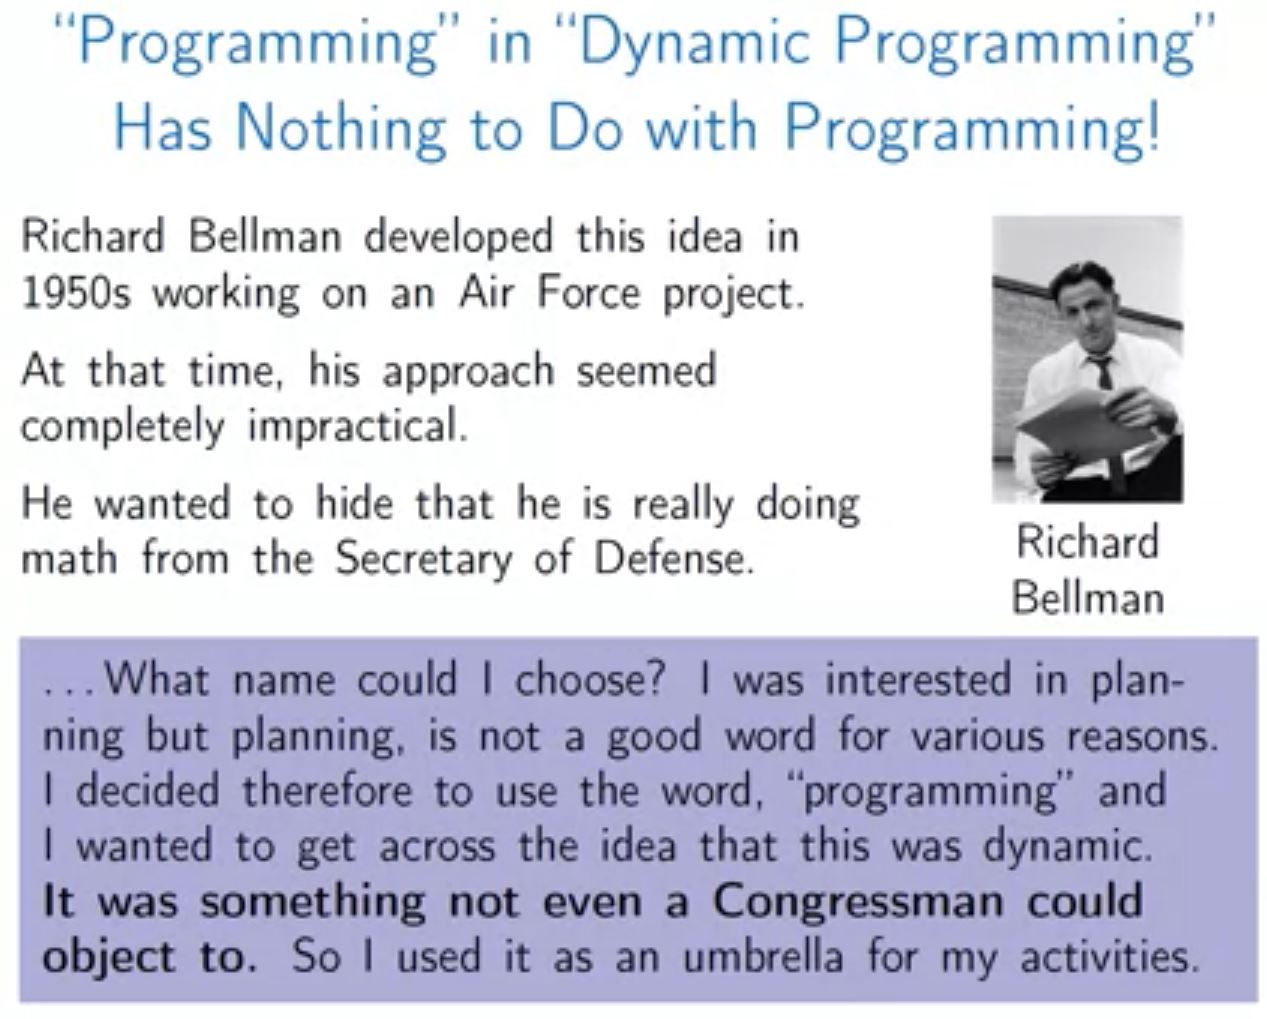 “Programming” in “Dynamic Programming”
Has Nothing to Do with Programming!
Richard Bellman developed this idea in
1950s working on an Air Force project.
At that time, his approach seemed
completely impractical.
He wanted to hide that he is really doing
math from the Secretary of Defense.
Richard
Bellman
...What name could I choose? I was interested in plan-
ning but planning, is not a good word for various reasons.
I decided therefore to use the word, “programming” and
I wanted to get across the idea that this was dynamic.
It was something not even a Congressman could
object to. So I used it as an umbrella for my activities.